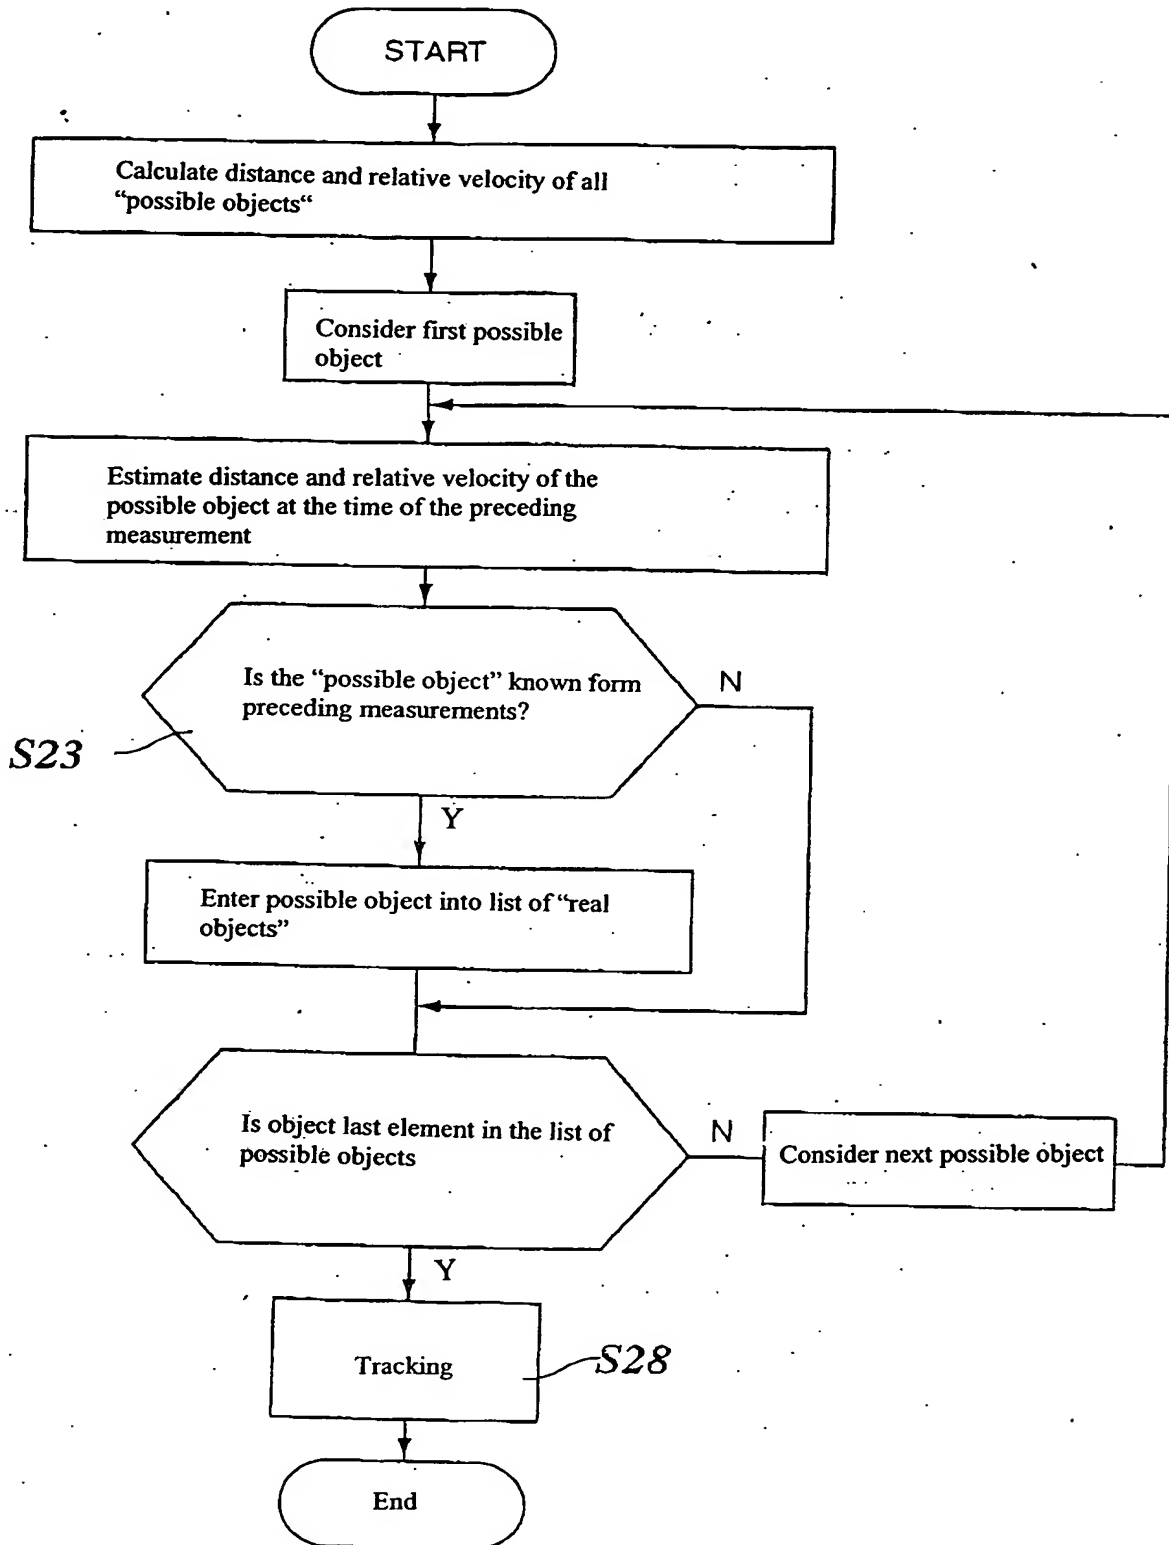 START
Calculate distance and relative velocity of all
“possible objects“
Consider first possible
object
Estimate distance and relative velocity of the
possible object at the time of the preceding
measurement
Is the “possible object” known form
preceding measurements?
N
S23
Y
Enter possible object into list of “real
objects”
Is object last element in the list of
possible objects
N
Consider next possible object
Y
Tracking
S28
End